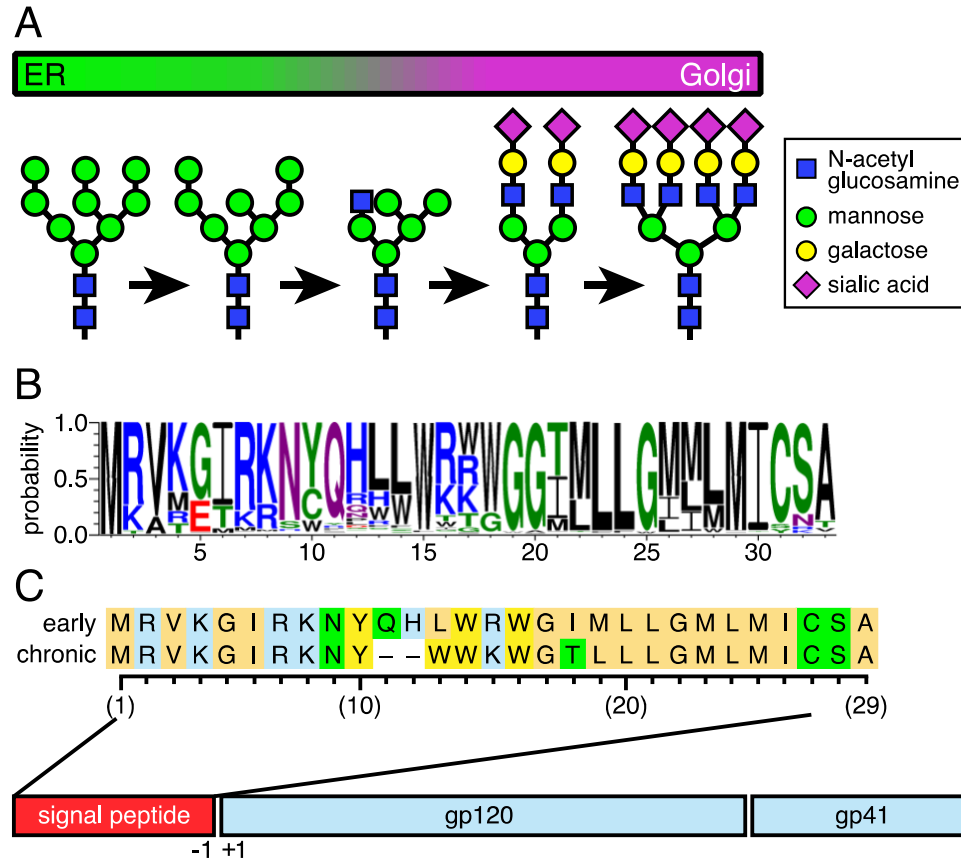 A
ER Golgi
N-acetyl
glucosamine
mannose
galactose
sialic acid
B
probability
1.0
0.5
0.0
MRVKGIRKNYQHLLWRWWGGTMLLGMMLMICSA
5 10 15 20 25 30
C
early M R V K G I R K N Y Q H L W R W G I M L L G M L M I C S A
chronic M R V K G I R K N Y – – W W K W G T L L L G M L M I C S A
(1) (10) (20) (29)
signal peptide gp120 gp41
-1 +1